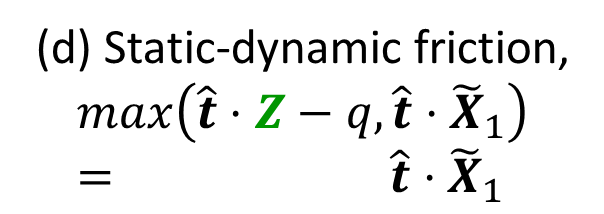 (d) Static-dynamic friction,
max(t̂ · Z − q, t̂ · X̃₁)
= t̂ · X̃₁